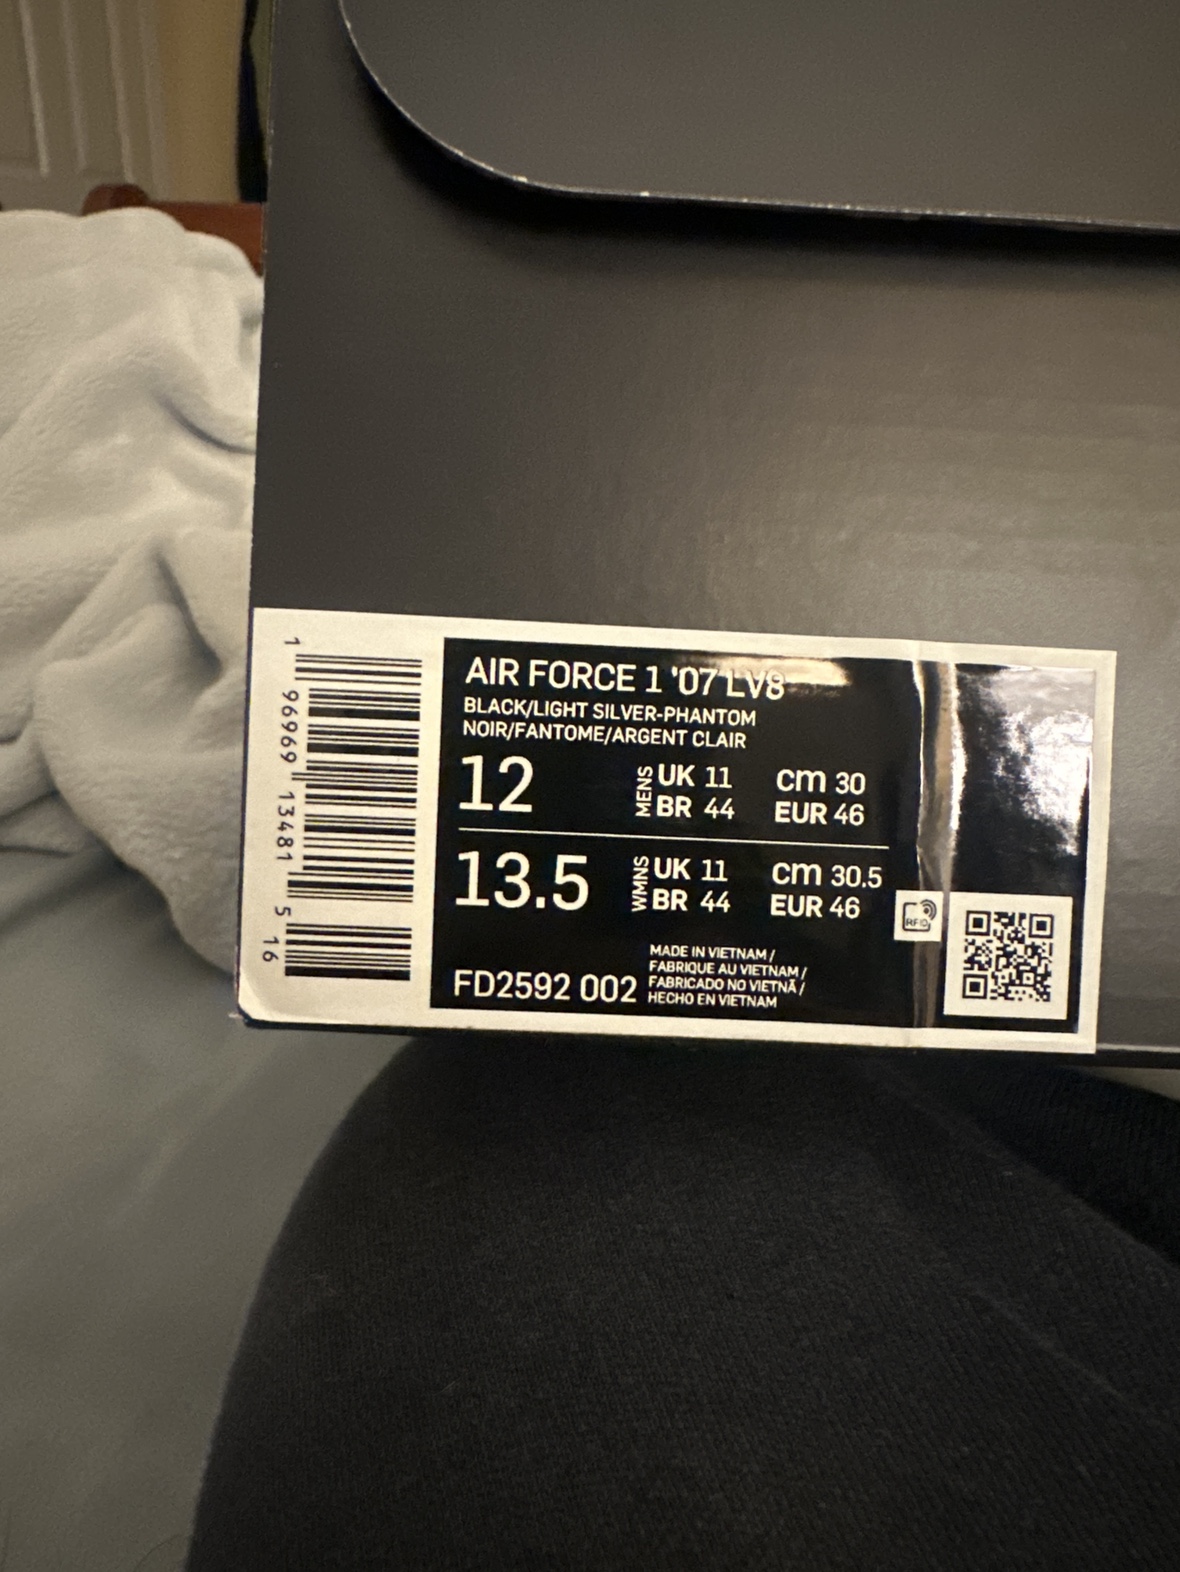 AIR FORCE 1 '07 LV8
BLACK/LIGHT SILVER-PHANTOM
NOIR/FANTOME/ARGENT CLAIR
12 MENS UK 11 cm 30
BR 44 EUR 46
13.5 WMNS UK 11 cm 30.5
BR 44 EUR 46
RFID
FD2592 002
MADE IN VIETNAM /
FABRIQUE AU VIETNAM /
FABRICADO NO VIETNÃ /
HECHO EN VIETNAM
1 96969 13481 5 16